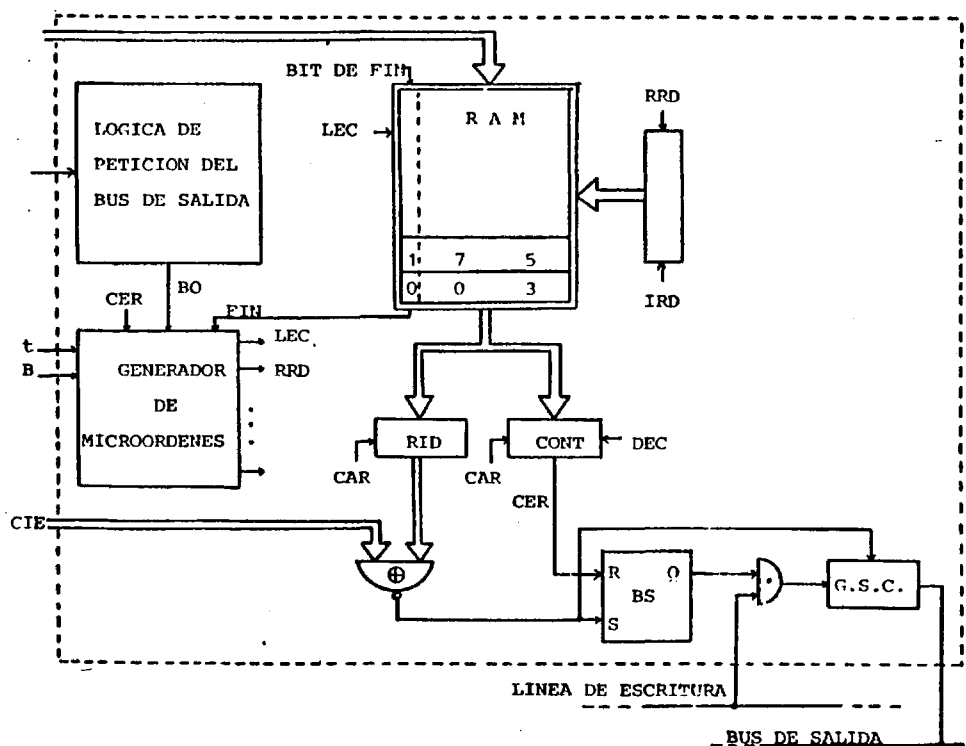 BIT DE FIN
R A M
RRD
LEC
LOGICA DE
PETICION DEL
BUS DE SALIDA
1 7 5
0 0 3
IRD
BO
CER
FIN
LEC
t
RRD
B
GENERADOR
DE
MICROORDENES
RID
CONT
DEC
CAR
CAR
CER
CIE
⊕
R Q
BS
S
G.S.C.
LINEA DE ESCRITURA
BUS DE SALIDA